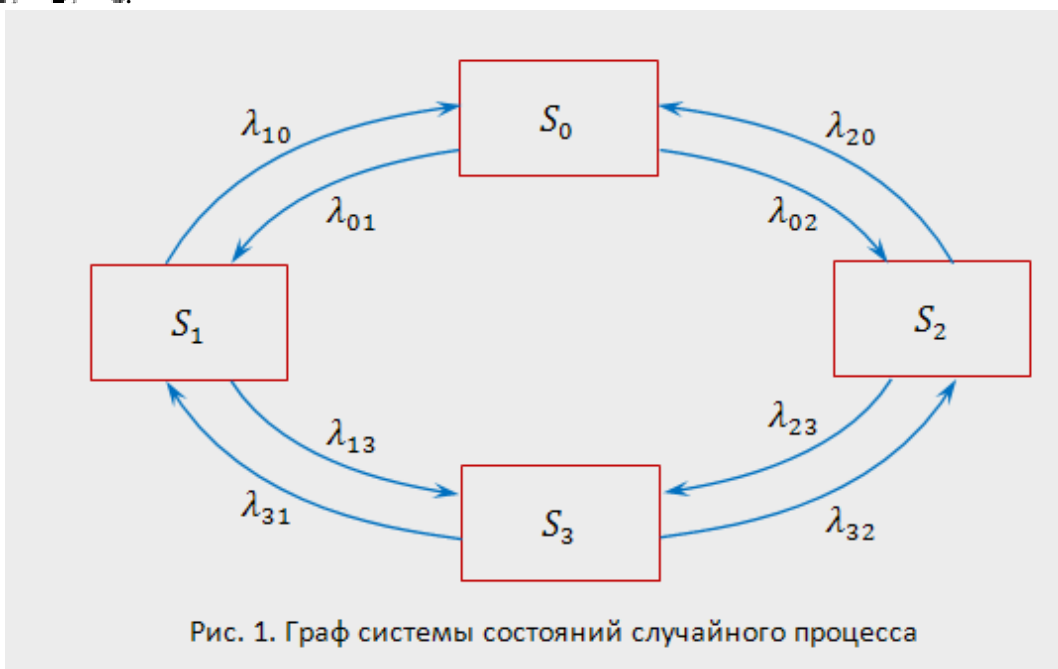 S₀
λ₁₀
λ₂₀
λ₀₁
λ₀₂
S₁
S₂
λ₁₃
λ₂₃
λ₃₁
λ₃₂
S₃
Рис. 1. Граф системы состояний случайного процесса